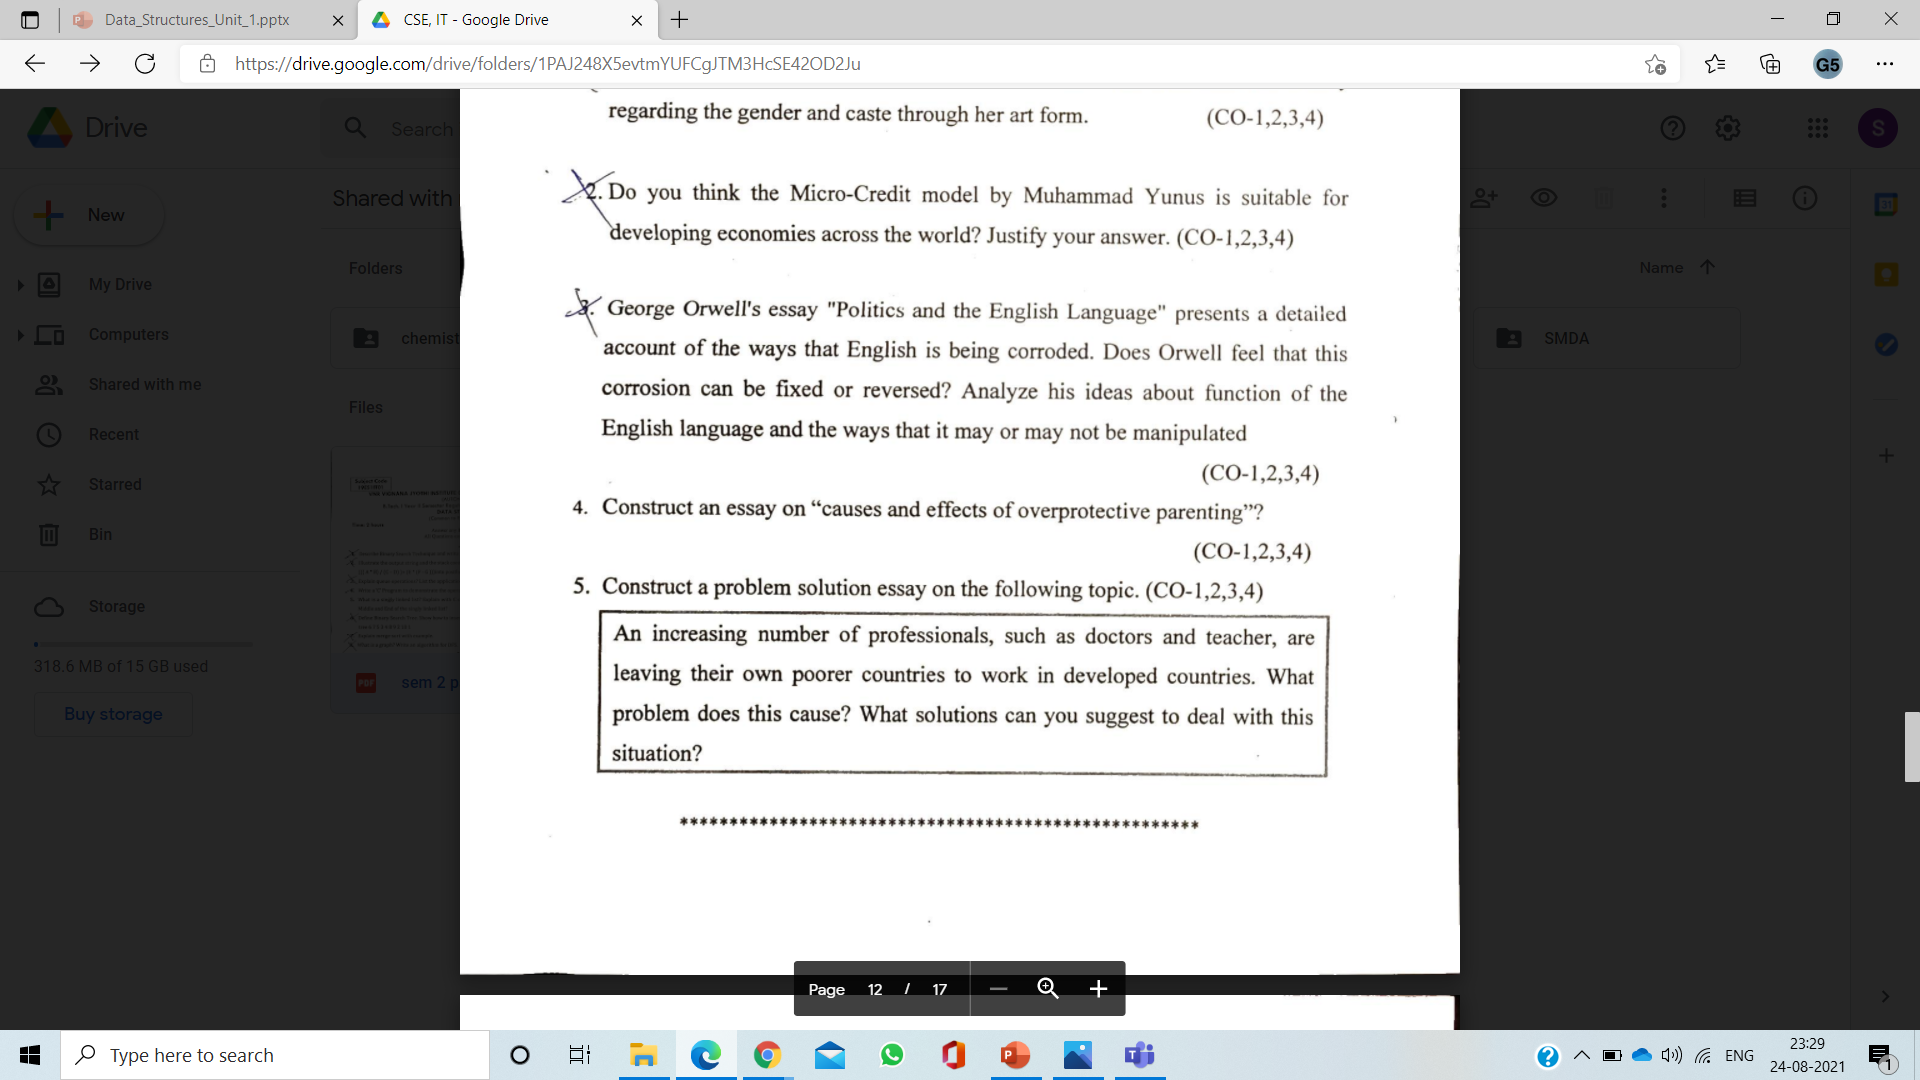 Data_Structures_Unit_1.pptx
CSE, IT - Google Drive
https://drive.google.com/drive/folders/1PAJ248X5evtmYUFCgJTM3HcSE42OD2Ju
G5
Drive
Search
S
New
Shared with
My Drive
Computers
Shared with me
Recent
Starred
Bin
Storage
318.6 MB of 15 GB used
Buy storage
Folders
chemist
Files
sem 2 p
Name
SMDA
31
regarding the gender and caste through her art form. (CO-1,2,3,4)
2. Do you think the Micro-Credit model by Muhammad Yunus is suitable for
developing economies across the world? Justify your answer. (CO-1,2,3,4)
3. George Orwell's essay "Politics and the English Language" presents a detailed
account of the ways that English is being corroded. Does Orwell feel that this
corrosion can be fixed or reversed? Analyze his ideas about function of the
English language and the ways that it may or may not be manipulated
(CO-1,2,3,4)
4. Construct an essay on “causes and effects of overprotective parenting”?
(CO-1,2,3,4)
5. Construct a problem solution essay on the following topic. (CO-1,2,3,4)
An increasing number of professionals, such as doctors and teacher, are
leaving their own poorer countries to work in developed countries. What
problem does this cause? What solutions can you suggest to deal with this
situation?
****************************************************
Page 12 / 17
Type here to search
ENG
23:29
24-08-2021
1